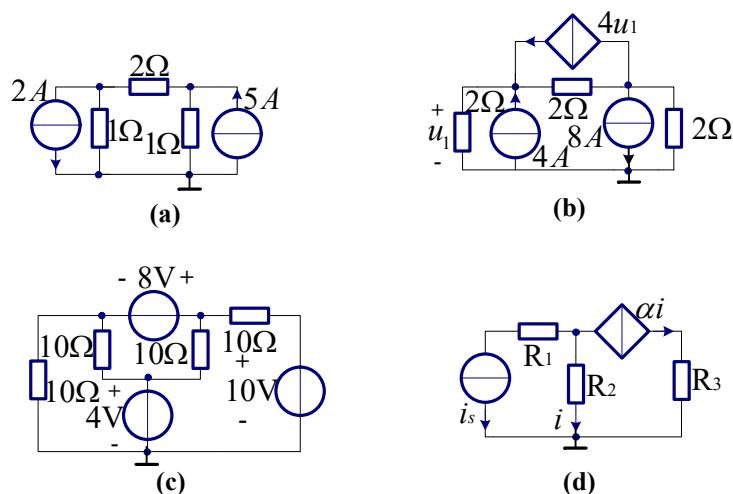 2A
1Ω
2Ω
1Ω
5A
(a)
4u1
+
u1
-
2Ω
4A
2Ω
8A
2Ω
(b)
- 8V +
10Ω
10Ω
10Ω
10Ω
+
4V
-
+
10V
-
(c)
is
R1
R2
i
αi
R3
(d)